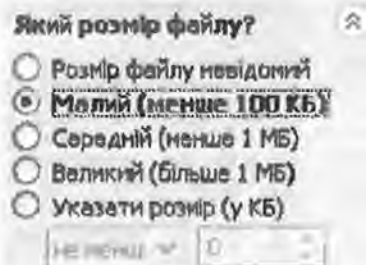 Який розмір файлу?
Розмір файлу невідомий
Малий (менше 100 КБ)
Середній (менше 1 МБ)
Великий (більше 1 МБ)
Указати розмір (у КБ)
не менш 0